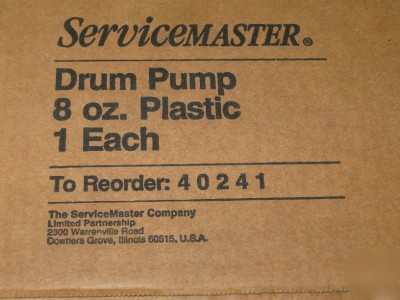 ServiceMASTER®
Drum Pump
8 oz. Plastic
1 Each
To Reorder: 40241
The ServiceMaster Company
Limited Partnership
2300 Warrenville Road
Downers Grove, Illinois 60515, U.S.A.